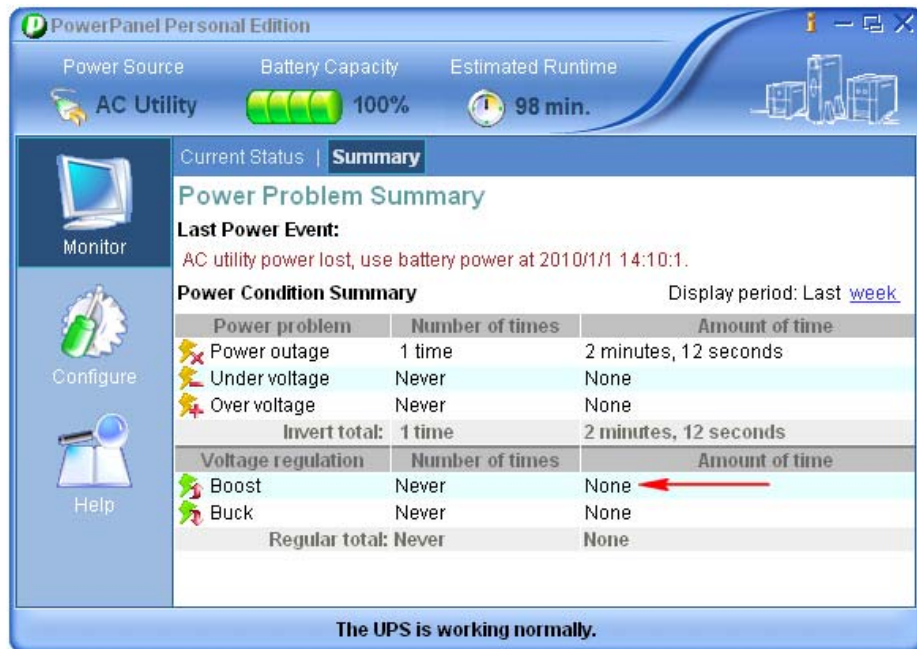 PowerPanel Personal Edition
Power Source Battery Capacity Estimated Runtime
AC Utility 100% 98 min.
Current Status | Summary
Power Problem Summary
Last Power Event:
AC utility power lost, use battery power at 2010/1/1 14:10:1.
Power Condition Summary Display period: Last week
Power problem Number of times Amount of time
Power outage 1 time 2 minutes, 12 seconds
Under voltage Never None
Over voltage Never None
Invert total: 1 time 2 minutes, 12 seconds
Voltage regulation Number of times Amount of time
Boost Never None
Buck Never None
Regular total: Never None
Monitor
Configure
Help
The UPS is working normally.